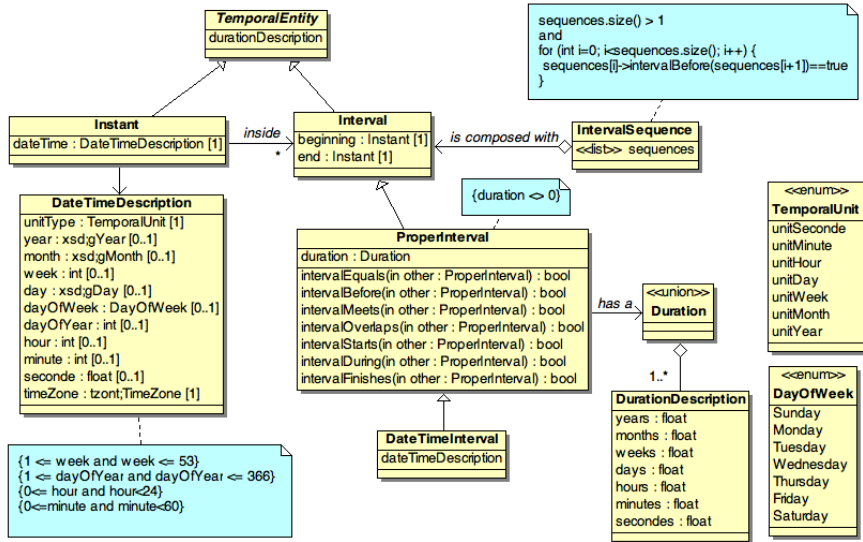 TemporalEntity
durationDescription
sequences.size() > 1
and
for (int i=0; i<sequences.size(); i++) {
sequences[i]->intervalBefore(sequences[i+1])==true
}
Instant
dateTime : DateTimeDescription [1]
inside
*
Interval
beginning : Instant [1]
end : Instant [1]
is composed with
IntervalSequence
<<list>> sequences
DateTimeDescription
unitType : TemporalUnit [1]
year : xsd;gYear [0..1]
month : xsd;gMonth [0..1]
week : int [0..1]
day : xsd;gDay [0..1]
dayOfWeek : DayOfWeek [0..1]
dayOfYear : int [0..1]
hour : int [0..1]
minute : int [0..1]
seconde : float [0..1]
timeZone : tzont;TimeZone [1]
{duration <> 0}
ProperInterval
duration : Duration
intervalEquals(in other : ProperInterval) : bool
intervalBefore(in other : ProperInterval) : bool
intervalMeets(in other : ProperInterval) : bool
intervalOverlaps(in other : ProperInterval) : bool
intervalStarts(in other : ProperInterval) : bool
intervalDuring(in other : ProperInterval) : bool
intervalFinishes(in other : ProperInterval) : bool
has a
<<union>>
Duration
1..*
<<enum>>
TemporalUnit
unitSeconde
unitMinute
unitHour
unitDay
unitWeek
unitMonth
unitYear
DateTimeInterval
dateTimeDescription
DurationDescription
years : float
months : float
weeks : float
days : float
hours : float
minutes : float
secondes : float
<<enum>>
DayOfWeek
Sunday
Monday
Tuesday
Wednesday
Thursday
Friday
Saturday
{1 <= week and week <= 53}
{1 <= dayOfYear and dayOfYear <= 366}
{0<= hour and hour<24}
{0<=minute and minute<60}